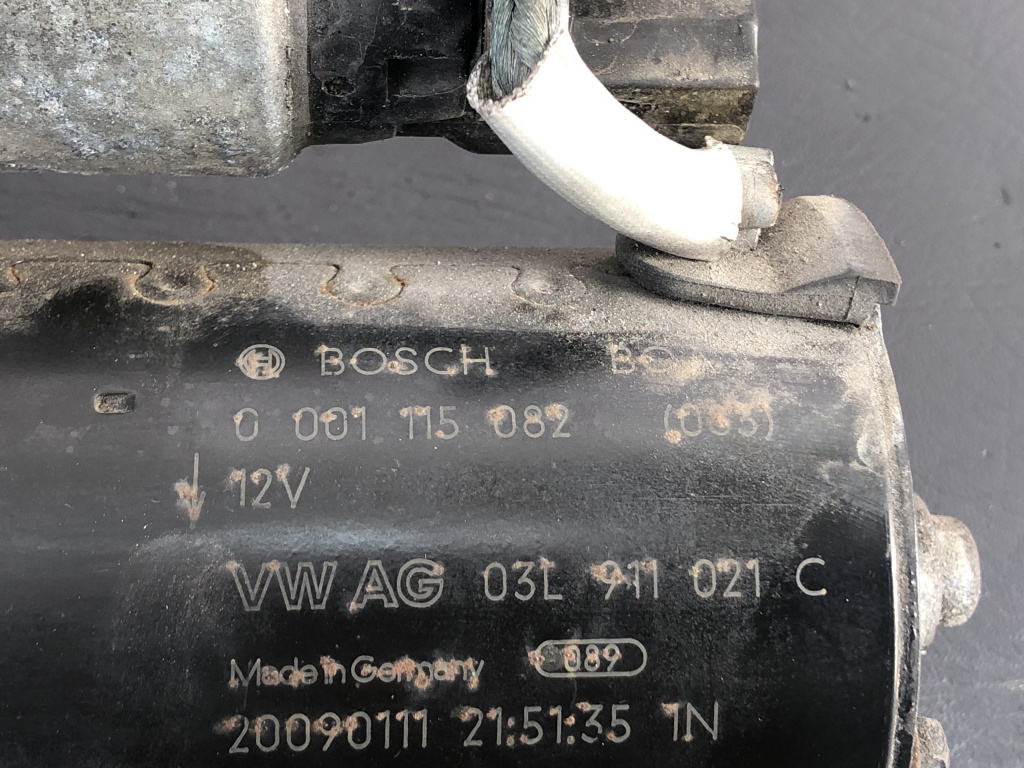 BOSCH
0 001 115 082
12V
VW AG 03L 911 021 C
Made in Germany 089
20090111 21:51:35 1N